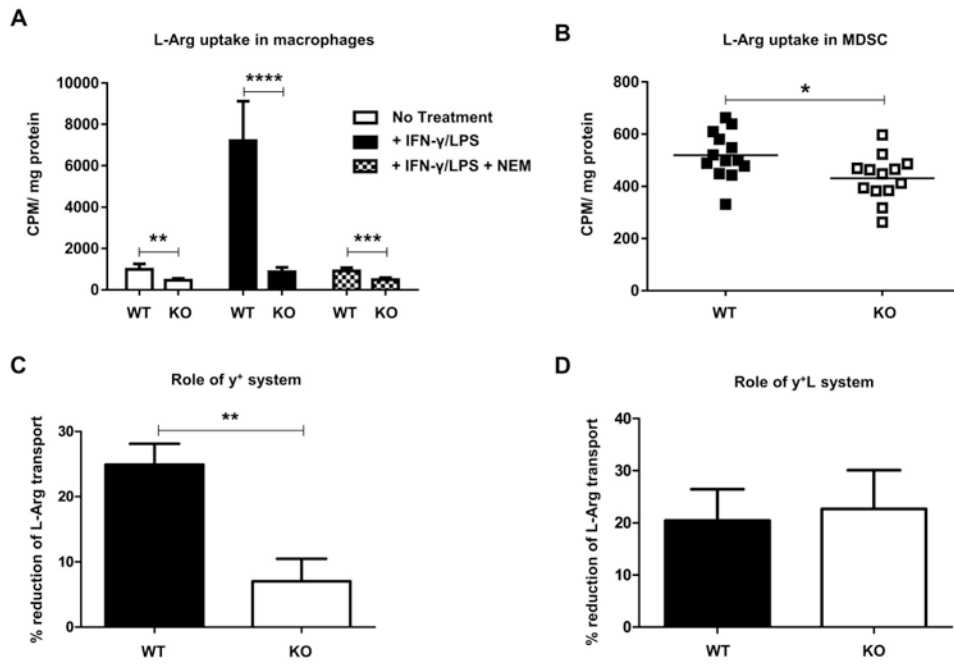 A
L-Arg uptake in macrophages
CPM/ mg protein
10000
8000
6000
4000
2000
0
**
****
***
WT KO WT KO WT KO
No Treatment
+ IFN-γ/LPS
+ IFN-γ/LPS + NEM
B
L-Arg uptake in MDSC
CPM/ mg protein
800
600
400
200
0
*
WT KO
C
Role of y⁺ system
% reduction of L-Arg transport
30
20
10
0
**
WT KO
D
Role of y⁺L system
% reduction of L-Arg transport
40
30
20
10
0
WT KO